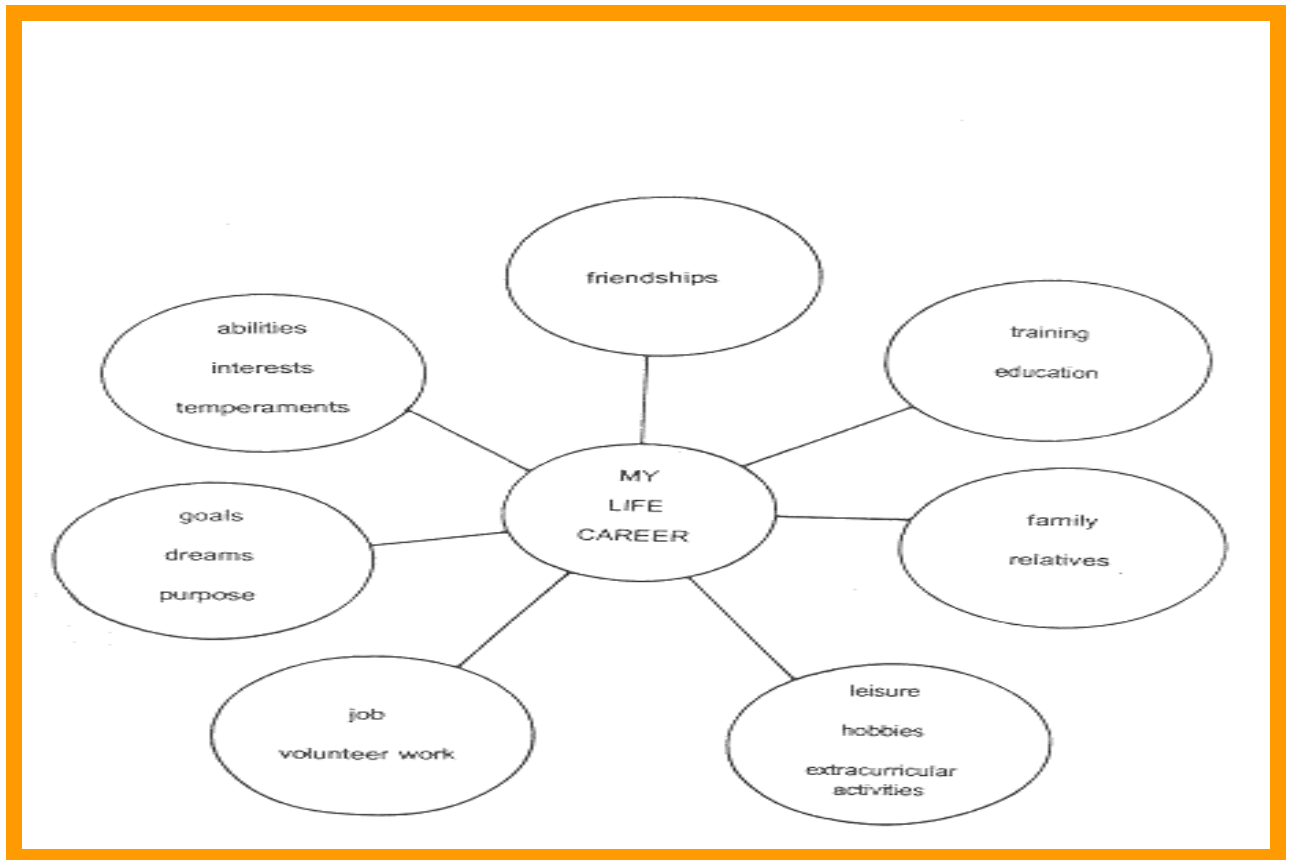 friendships
abilities
interests
temperaments
training
education
MY
LIFE
CAREER
goals
dreams
purpose
family
relatives
job
volunteer work
leisure
hobbies
extracurricular
activities